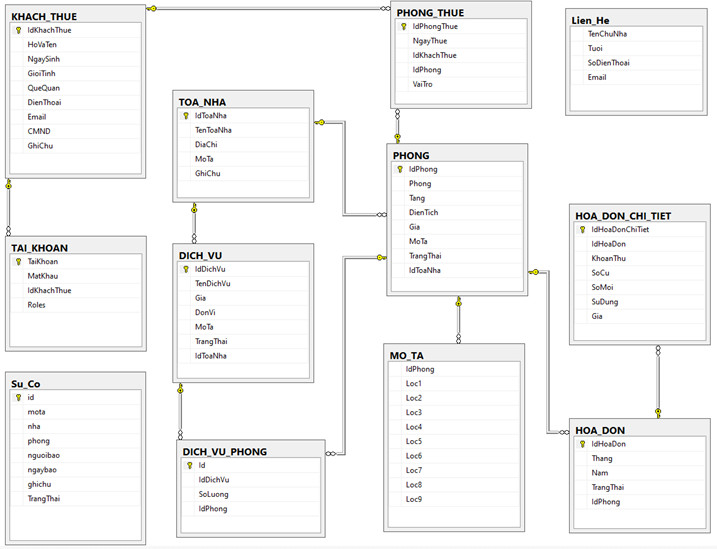 KHACH_THUE
IdKhachThue
HoVaTen
NgaySinh
GioiTinh
QueQuan
DienThoai
Email
CMND
GhiChu
PHONG_THUE
IdPhongThue
NgayThue
IdKhachThue
IdPhong
VaiTro
Lien_He
TenChuNha
Tuoi
SoDienThoai
Email
TOA_NHA
IdToaNha
TenToaNha
DiaChi
MoTa
GhiChu
PHONG
IdPhong
Phong
Tang
DienTich
Gia
MoTa
TrangThai
IdToaNha
HOA_DON_CHI_TIET
IdHoaDonChiTiet
IdHoaDon
KhoanThu
SoCu
SoMoi
SuDung
Gia
TAI_KHOAN
TaiKhoan
MatKhau
IdKhachThue
Roles
DICH_VU
IdDichVu
TenDichVu
Gia
DonVi
MoTa
TrangThai
IdToaNha
MO_TA
IdPhong
Loc1
Loc2
Loc3
Loc4
Loc5
Loc6
Loc7
Loc8
Loc9
Su_Co
id
mota
nha
phong
nguoibao
ngaybao
ghichu
TrangThai
DICH_VU_PHONG
Id
IdDichVu
SoLuong
IdPhong
HOA_DON
IdHoaDon
Thang
Nam
TrangThai
IdPhong